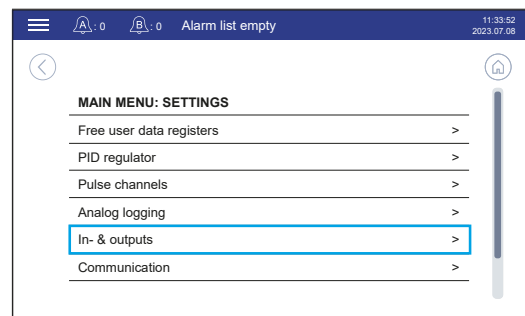 A : 0 B : 0 Alarm list empty 11:33:52
2023.07.08
MAIN MENU: SETTINGS
Free user data registers >
PID regulator >
Pulse channels >
Analog logging >
In- & outputs >
Communication >